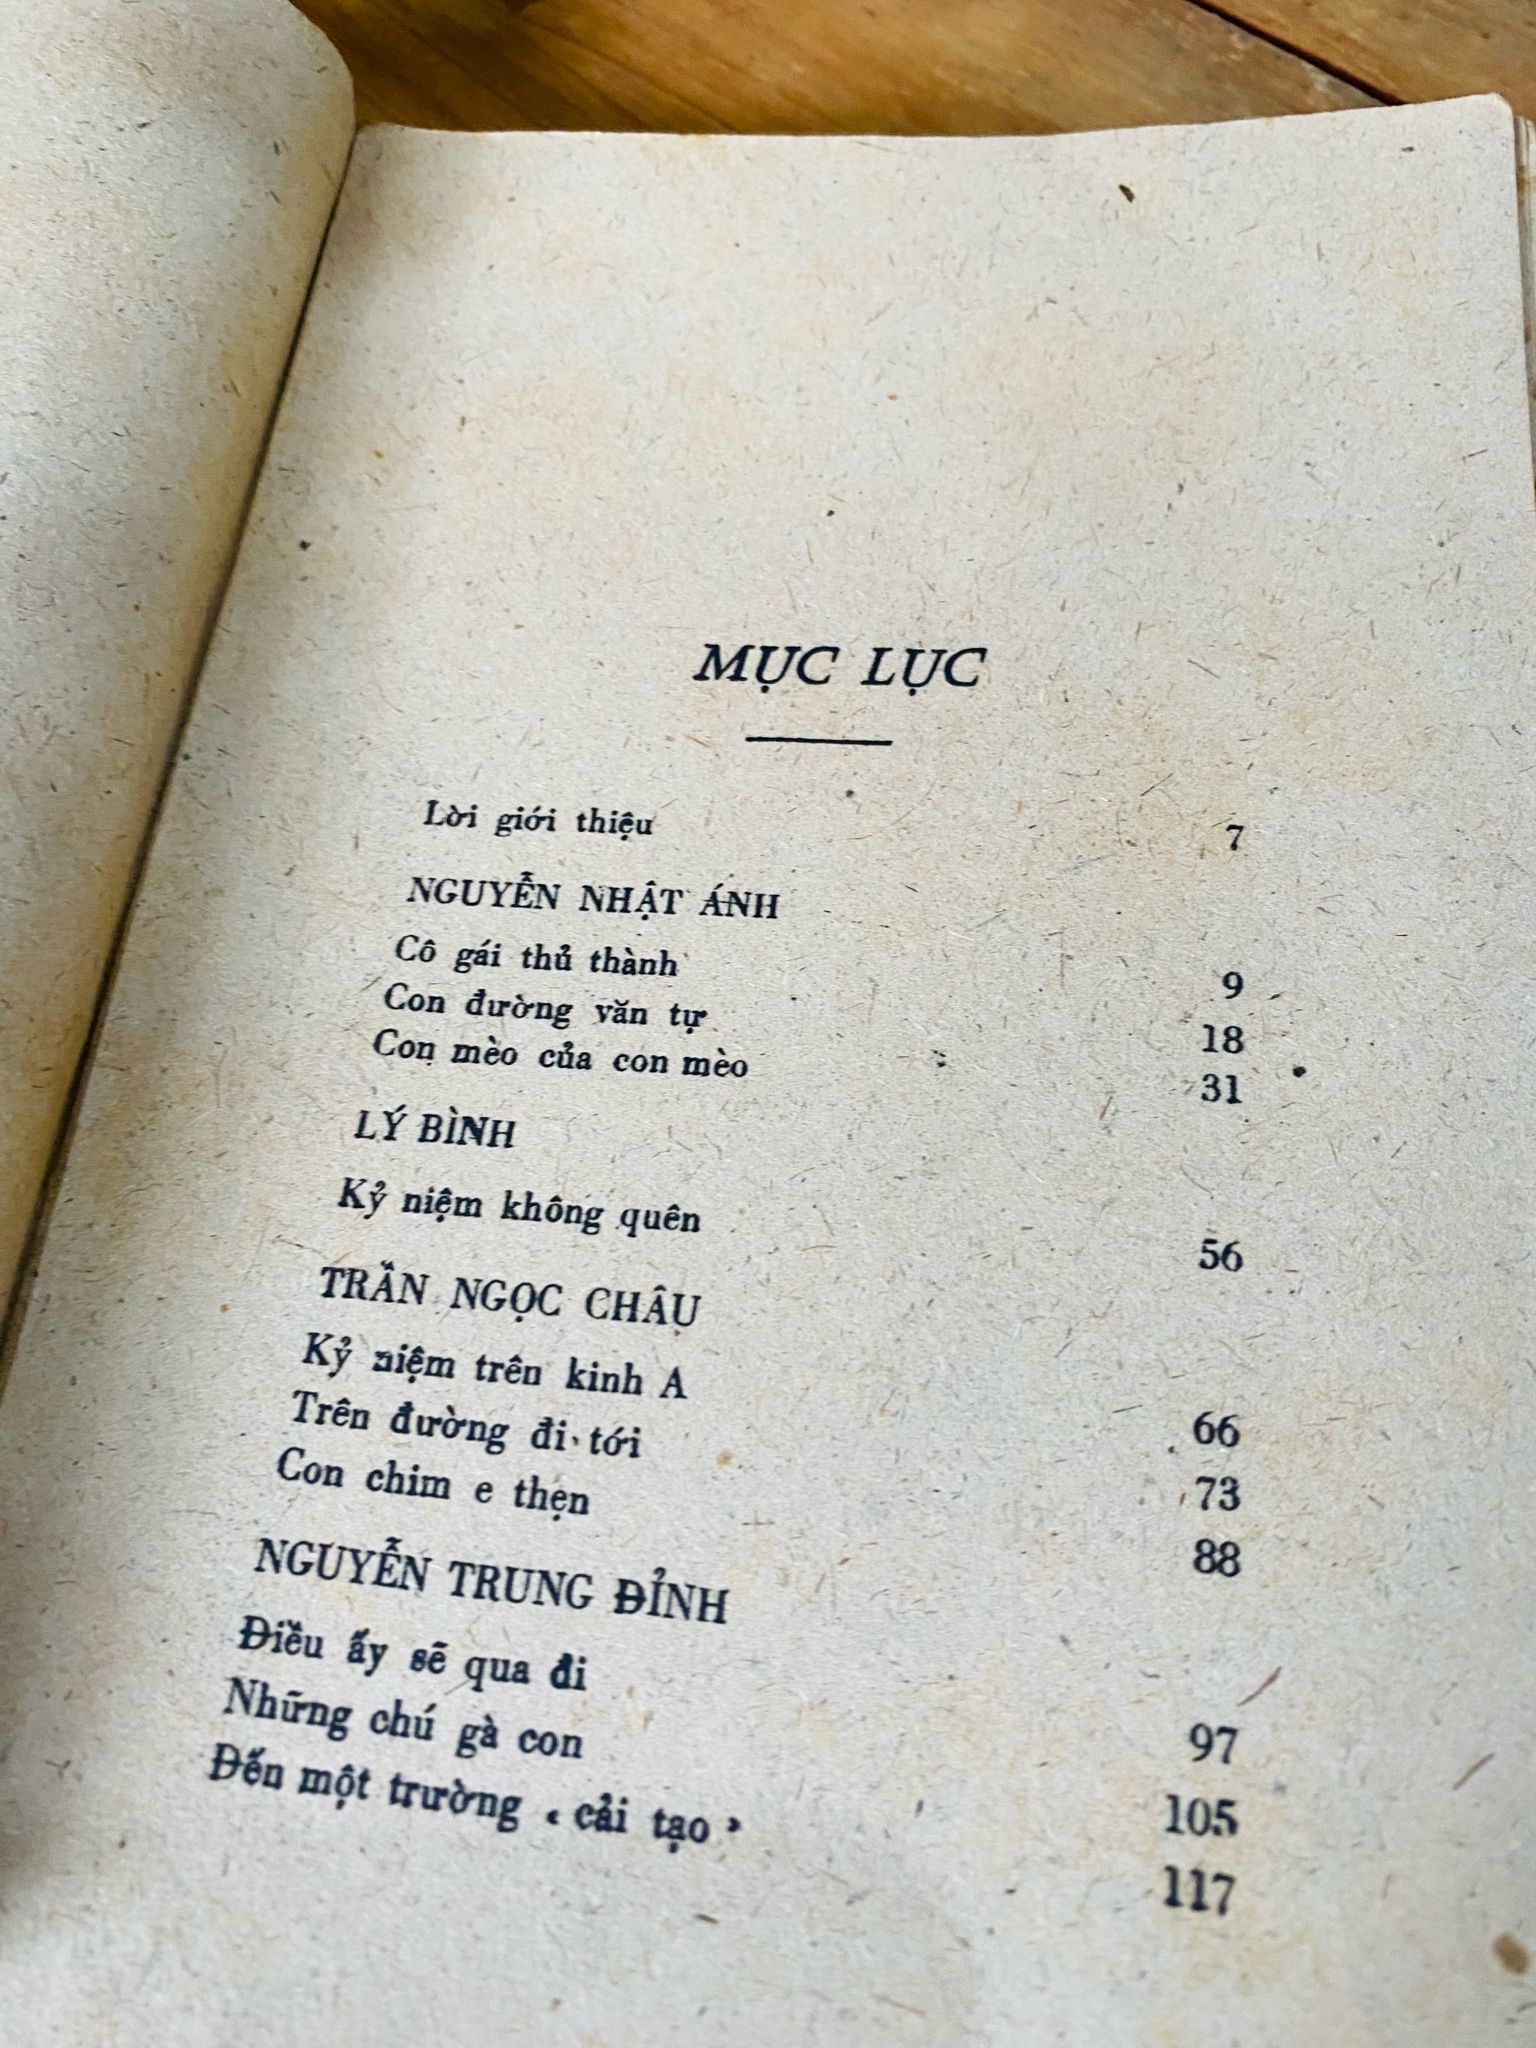 MỤC LỤC
Lời giới thiệu 7
NGUYỄN NHẬT ÁNH
Cô gái thủ thành 9
Con đường văn tự 18
Con mèo của con mèo 31
LÝ BÌNH
Kỷ niệm không quên 56
TRẦN NGỌC CHÂU
Kỷ niệm trên kinh A 66
Trên đường đi tới 73
Con chim e thẹn 88
NGUYỄN TRUNG ĐỈNH
Điều ấy sẽ qua đi 97
Những chú gà con 105
Đến một trường « cải tạo » 117